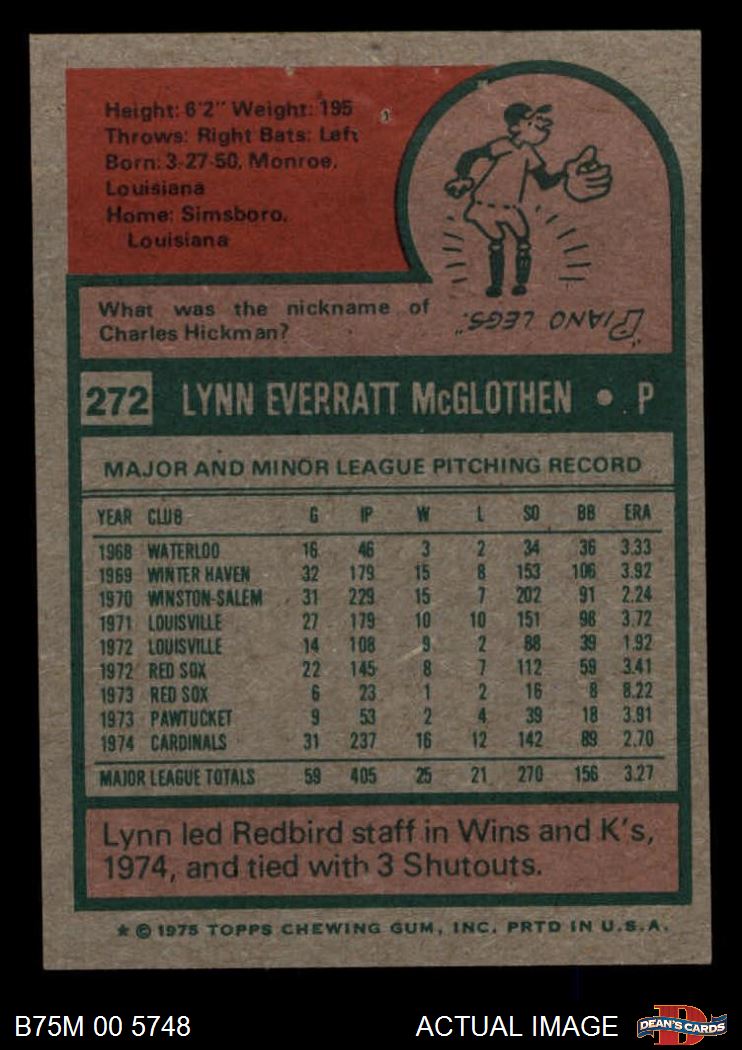 Height: 6'2" Weight: 195
Throws: Right Bats: Left
Born: 3-27-50, Monroe,
Louisiana
Home: Simsboro,
Louisiana
What was the nickname of
Charles Hickman?
"PIANO LEGS."
272 LYNN EVERRATT McGLOTHEN • P
MAJOR AND MINOR LEAGUE PITCHING RECORD
YEAR CLUB G IP W L SO BB ERA
1968 WATERLOO 16 46 3 2 34 36 3.33
1969 WINTER HAVEN 32 179 15 8 153 106 3.92
1970 WINSTON-SALEM 31 229 15 7 202 91 2.24
1971 LOUISVILLE 27 179 10 10 151 96 3.72
1972 LOUISVILLE 14 108 9 2 88 39 1.92
1972 RED SOX 22 145 8 7 112 59 3.41
1973 RED SOX 6 23 1 2 16 8 8.22
1973 PAWTUCKET 9 53 2 4 39 18 3.91
1974 CARDINALS 31 237 16 12 142 89 2.70
MAJOR LEAGUE TOTALS 59 405 25 21 270 156 3.27
Lynn led Redbird staff in Wins and K's,
1974, and tied with 3 Shutouts.
* © 1975 TOPPS CHEWING GUM, INC. PRTD IN U.S.A.
B75M 00 5748 ACTUAL IMAGE D DEAN'S CARDS